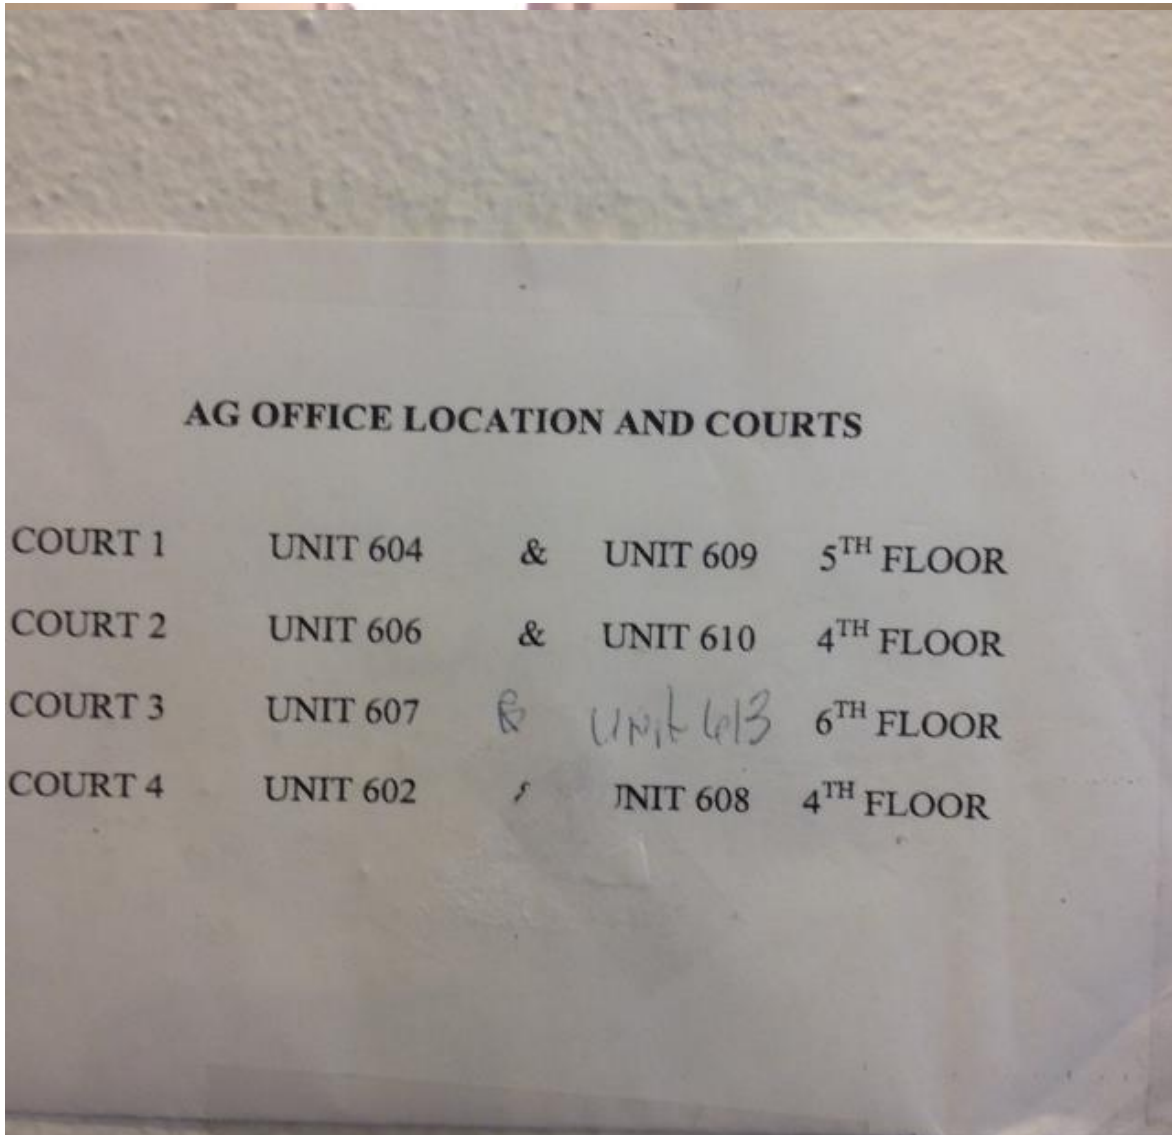 AG OFFICE LOCATION AND COURTS
COURT 1 UNIT 604 & UNIT 609 5TH FLOOR
COURT 2 UNIT 606 & UNIT 610 4TH FLOOR
COURT 3 UNIT 607 & Unit 613 6TH FLOOR
COURT 4 UNIT 602 UNIT 608 4TH FLOOR